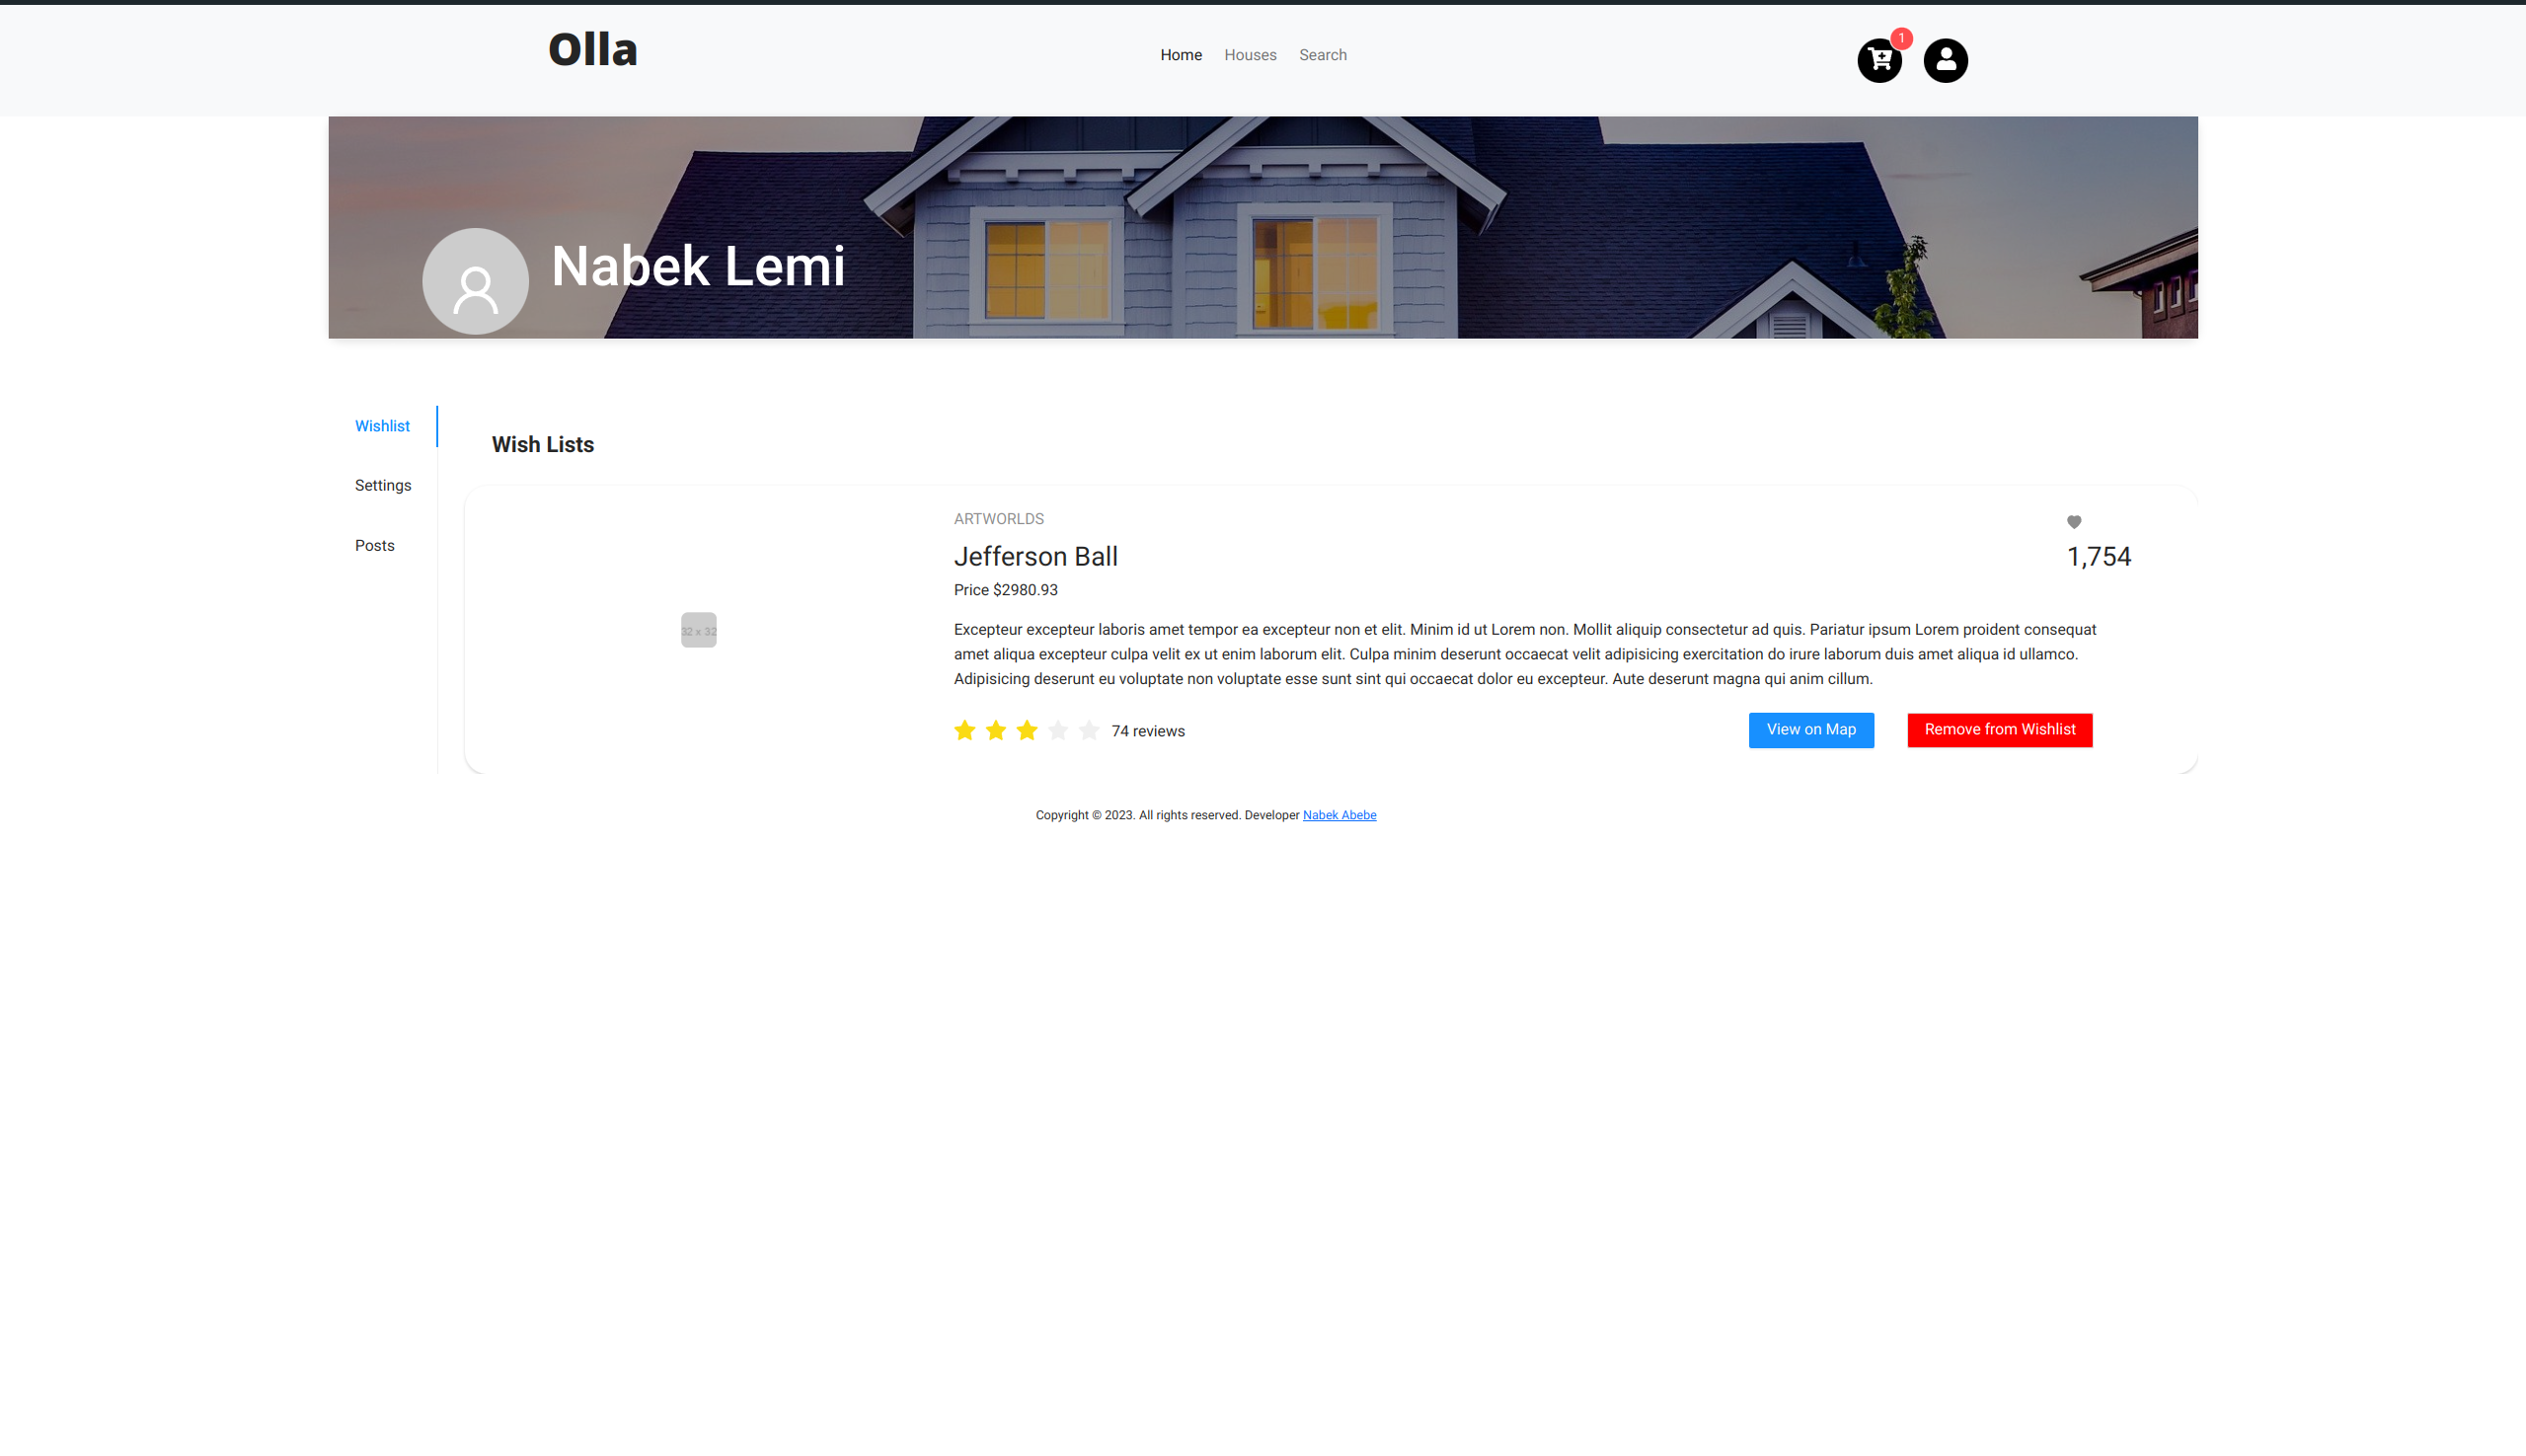 Olla
Home Houses Search
1
Nabek Lemi
Wishlist
Settings
Posts
Wish Lists
32 x 32
ARTWORLDS
Jefferson Ball
Price $2980.93
1,754
Excepteur excepteur laboris amet tempor ea excepteur non et elit. Minim id ut Lorem non. Mollit aliquip consectetur ad quis. Pariatur ipsum Lorem proident consequat
amet aliqua excepteur culpa velit ex ut enim laborum elit. Culpa minim deserunt occaecat velit adipisicing exercitation do irure laborum duis amet aliqua id ullamco.
Adipisicing deserunt eu voluptate non voluptate esse sunt sint qui occaecat dolor eu excepteur. Aute deserunt magna qui anim cillum.
74 reviews
View on Map
Remove from Wishlist
Copyright © 2023. All rights reserved. Developer Nabek Abebe